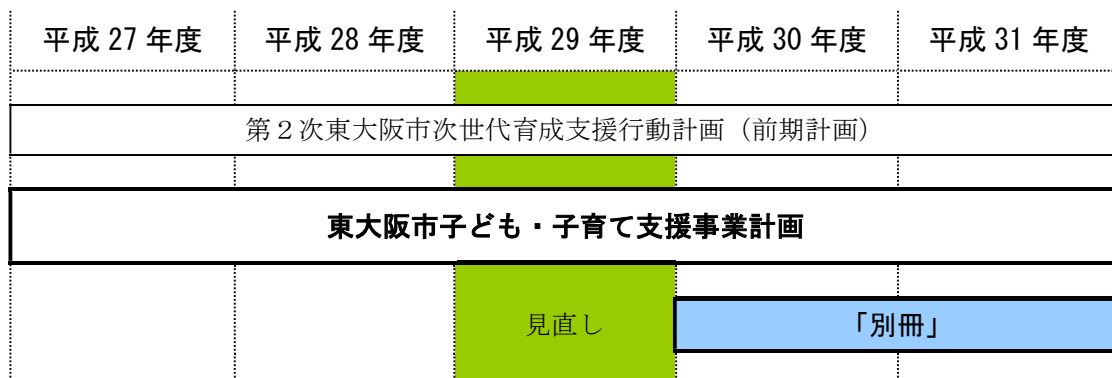 平成 27 年度 平成 28 年度 平成 29 年度 平成 30 年度 平成 31 年度
第２次東大阪市次世代育成支援行動計画（前期計画）
東大阪市子ども・子育て支援事業計画
見直し 「別冊」